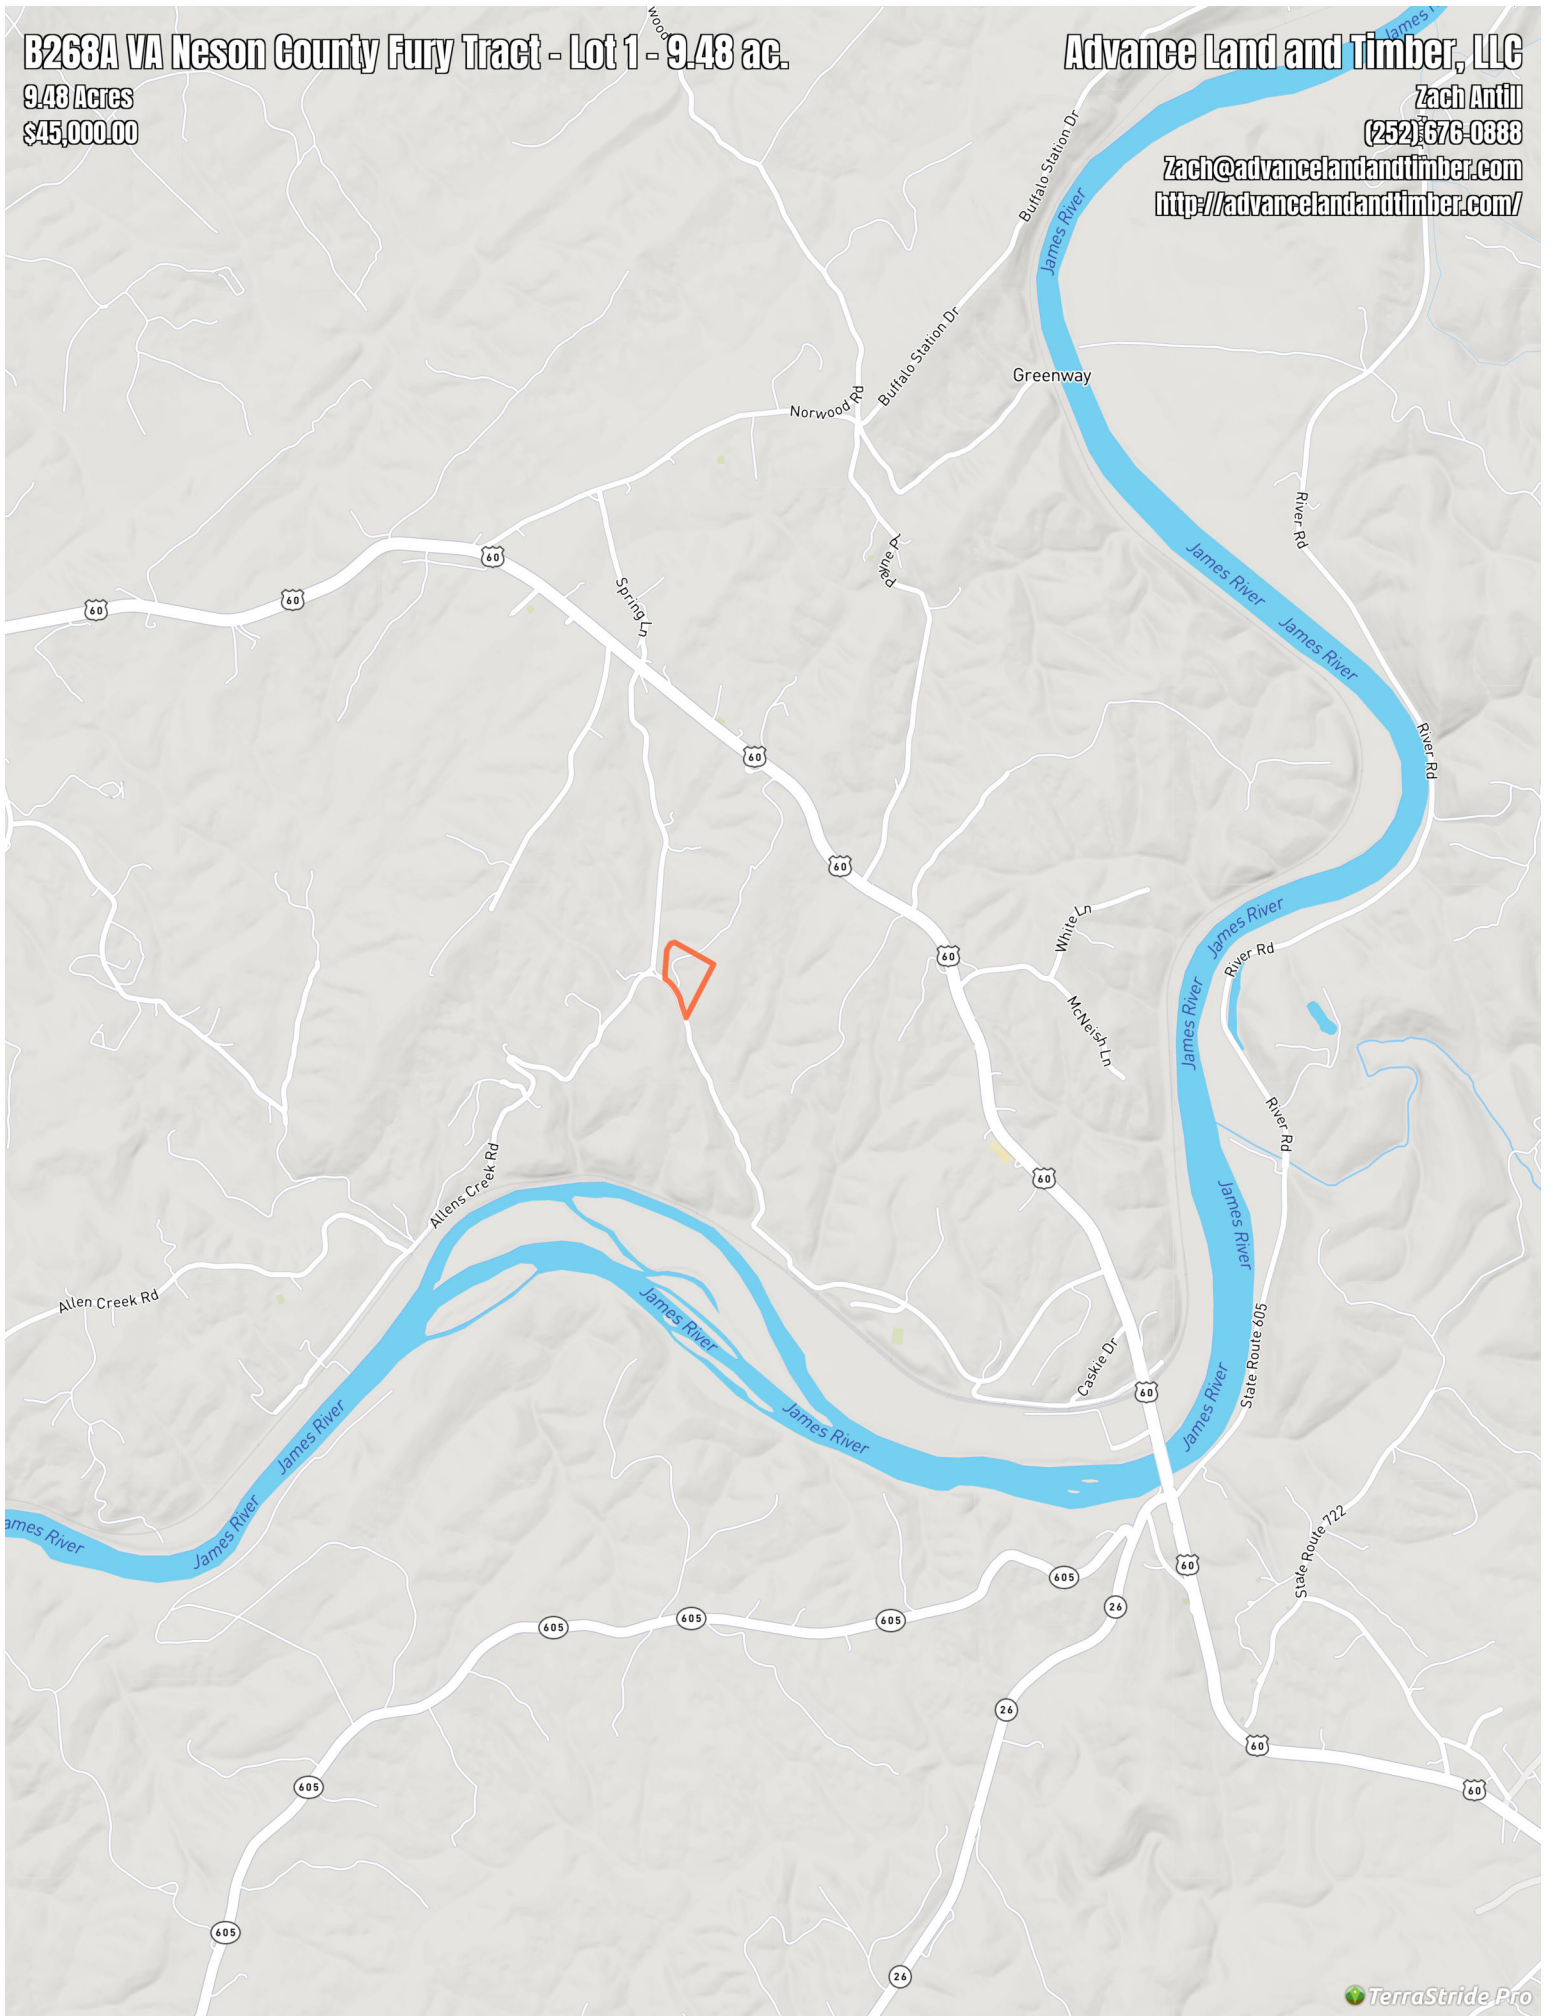 B268A VA Neson County Fury Tract - Lot 1 - 9.48 ac.
9.48 Acres
$45,000.00
Advance Land and Timber, LLC
Zach Antill
(252) 676-0888
Zach@advancelandandtimber.com
http://advancelandandtimber.com/
James
Buffalo Station Dr
James River
Buffalo Station Dr
Greenway
Norwood Rd
River Rd
James River
James River
Payne Pl
60
60
60
Spring Ln
River Rd
60
60
White Ln
James River
60
River Rd
James River
McNeish Ln
River Rd
Allens Creek Rd
60
James River
Allen Creek Rd
James River
State Route 605
Caskie Dr
60
James River
James River
James River
James River
James River
State Route 722
605
60
26
605
605
605
26
60
60
605
605
26
TerraStride Pro